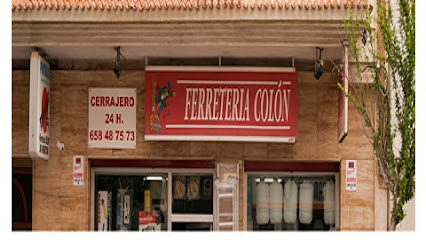 CERRAJERO
24 H.
658 48 75 73
FERRETERIA COLÓN